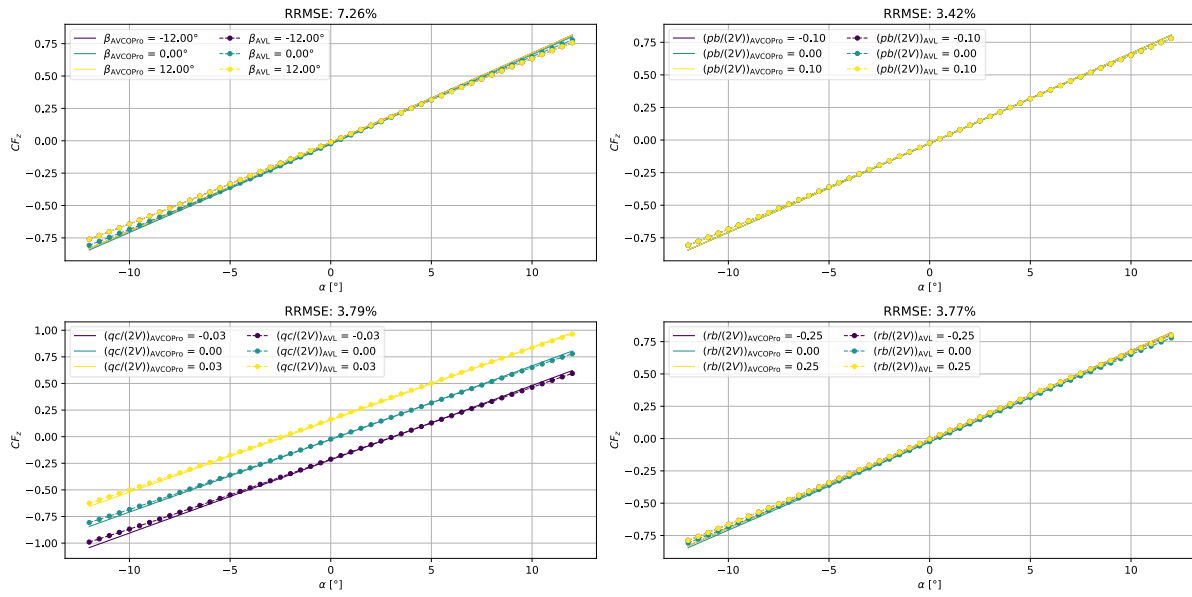 RRMSE: 7.26%
β_AVCOPro = -12.00° β_AVL = -12.00°
β_AVCOPro = 0.00° β_AVL = 0.00°
β_AVCOPro = 12.00° β_AVL = 12.00°
0.75
0.50
0.25
0.00
−0.25
−0.50
−0.75
CF_z
−10 −5 0 5 10
α [°]
RRMSE: 3.42%
(pb/(2V))_AVCOPro = -0.10 (pb/(2V))_AVL = -0.10
(pb/(2V))_AVCOPro = 0.00 (pb/(2V))_AVL = 0.00
(pb/(2V))_AVCOPro = 0.10 (pb/(2V))_AVL = 0.10
0.75
0.50
0.25
0.00
−0.25
−0.50
−0.75
CF_z
−10 −5 0 5 10
α [°]
RRMSE: 3.79%
(qc/(2V))_AVCOPro = -0.03 (qc/(2V))_AVL = -0.03
(qc/(2V))_AVCOPro = 0.00 (qc/(2V))_AVL = 0.00
(qc/(2V))_AVCOPro = 0.03 (qc/(2V))_AVL = 0.03
1.00
0.75
0.50
0.25
0.00
−0.25
−0.50
−0.75
−1.00
CF_z
−10 −5 0 5 10
α [°]
RRMSE: 3.77%
(rb/(2V))_AVCOPro = -0.25 (rb/(2V))_AVL = -0.25
(rb/(2V))_AVCOPro = 0.00 (rb/(2V))_AVL = 0.00
(rb/(2V))_AVCOPro = 0.25 (rb/(2V))_AVL = 0.25
0.75
0.50
0.25
0.00
−0.25
−0.50
−0.75
CF_z
−10 −5 0 5 10
α [°]